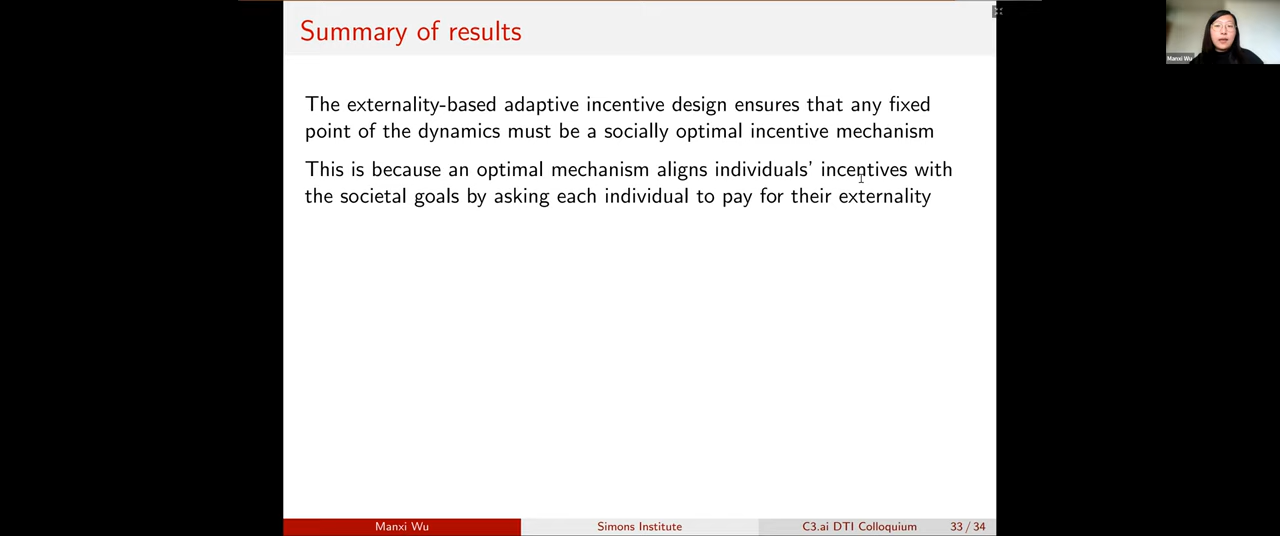 Summary of results
Manxi Wu
The externality-based adaptive incentive design ensures that any fixed
point of the dynamics must be a socially optimal incentive mechanism
This is because an optimal mechanism aligns individuals' incentives with
the societal goals by asking each individual to pay for their externality
Manxi Wu
Simons Institute
C3.ai DTI Colloquium
33 / 34